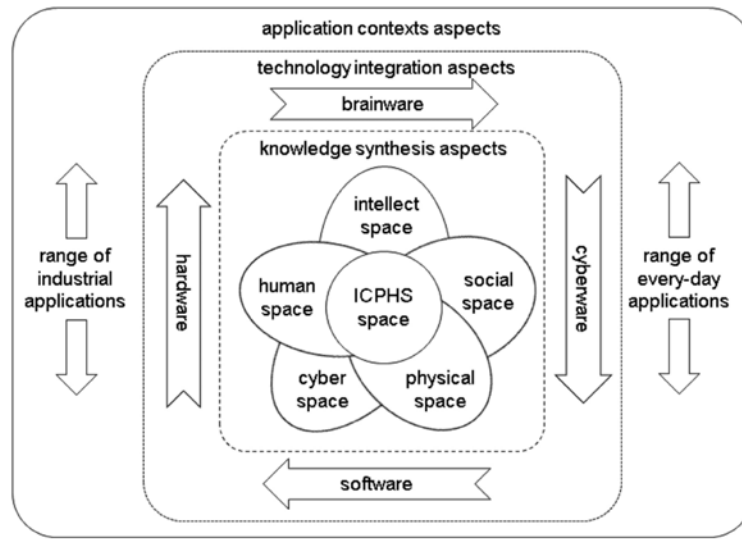 application contexts aspects
technology integration aspects
brainware
knowledge synthesis aspects
intellect
space
human
space
ICPHS
space
social
space
cyber
space
physical
space
hardware
cyberware
range of
industrial
applications
range of
every-day
applications
software